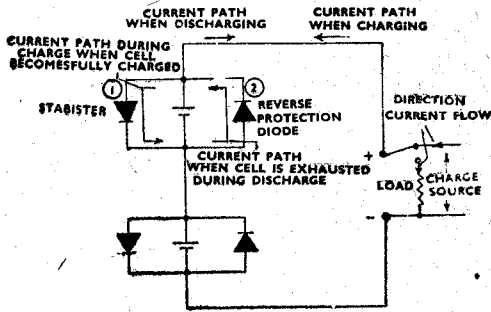 CURRENT PATH
WHEN DISCHARGING
CURRENT PATH
WHEN CHARGING
CURRENT PATH DURING
CHARGE WHEN CELL
BECOMESFULLY CHARGED
1
2
STABISTER
REVERSE
PROTECTION
DIODE
DIRECTION
CURRENT FLOW
CURRENT PATH
WHEN CELL IS EXHAUSTED
DURING DISCHARGE
+
LOAD
CHARGE
SOURCE
-